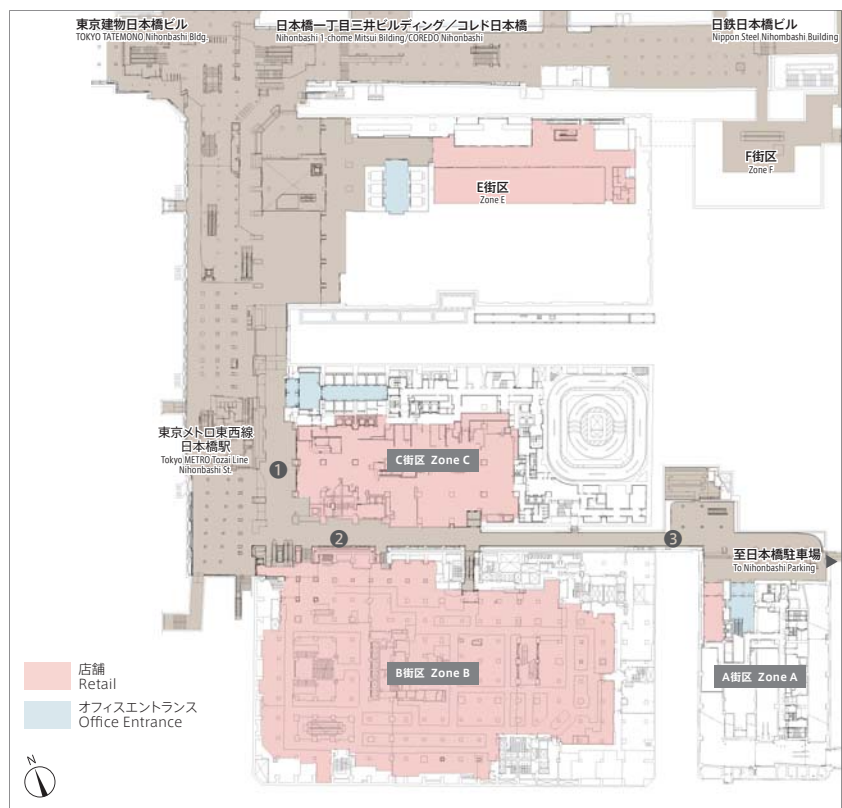 東京建物日本橋ビル
TOKYO TATEMONO Nihonbashi Bldg.
日本橋一丁目三井ビルディング／コレド日本橋
Nihonbashi 1-chome Mitsui Bilding/COREDO Nihonbashi
日鉄日本橋ビル
Nippon Steel Nihombashi Building
E街区
Zone E
F街区
Zone F
東京メトロ東西線
日本橋駅
Tokyo METRO Tozai Line
Nihonbashi St.
1
C街区 Zone C
2
3
至日本橋駐車場
To Nihonbashi Parking
B街区 Zone B
A街区 Zone A
店舗
Retail
オフィスエントランス
Office Entrance
N